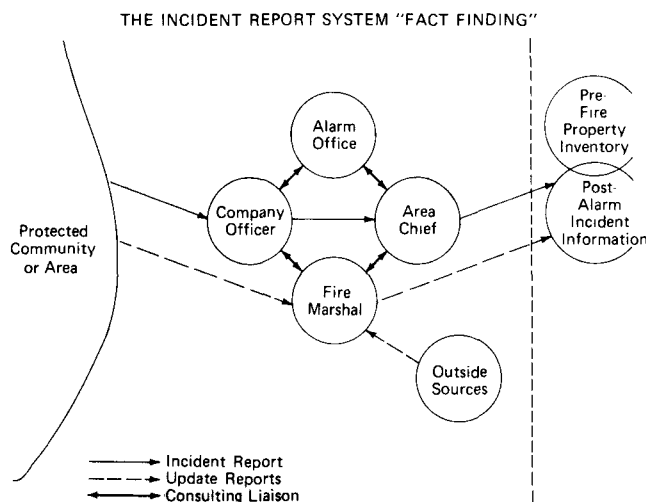 THE INCIDENT REPORT SYSTEM "FACT FINDING"
Alarm
Office
Pre-
Fire
Property
Inventory
Company
Officer
Area
Chief
Post-
Alarm
Incident
Information
Protected
Community
or Area
Fire
Marshal
Outside
Sources
Incident Report
Update Reports
Consulting Liaison